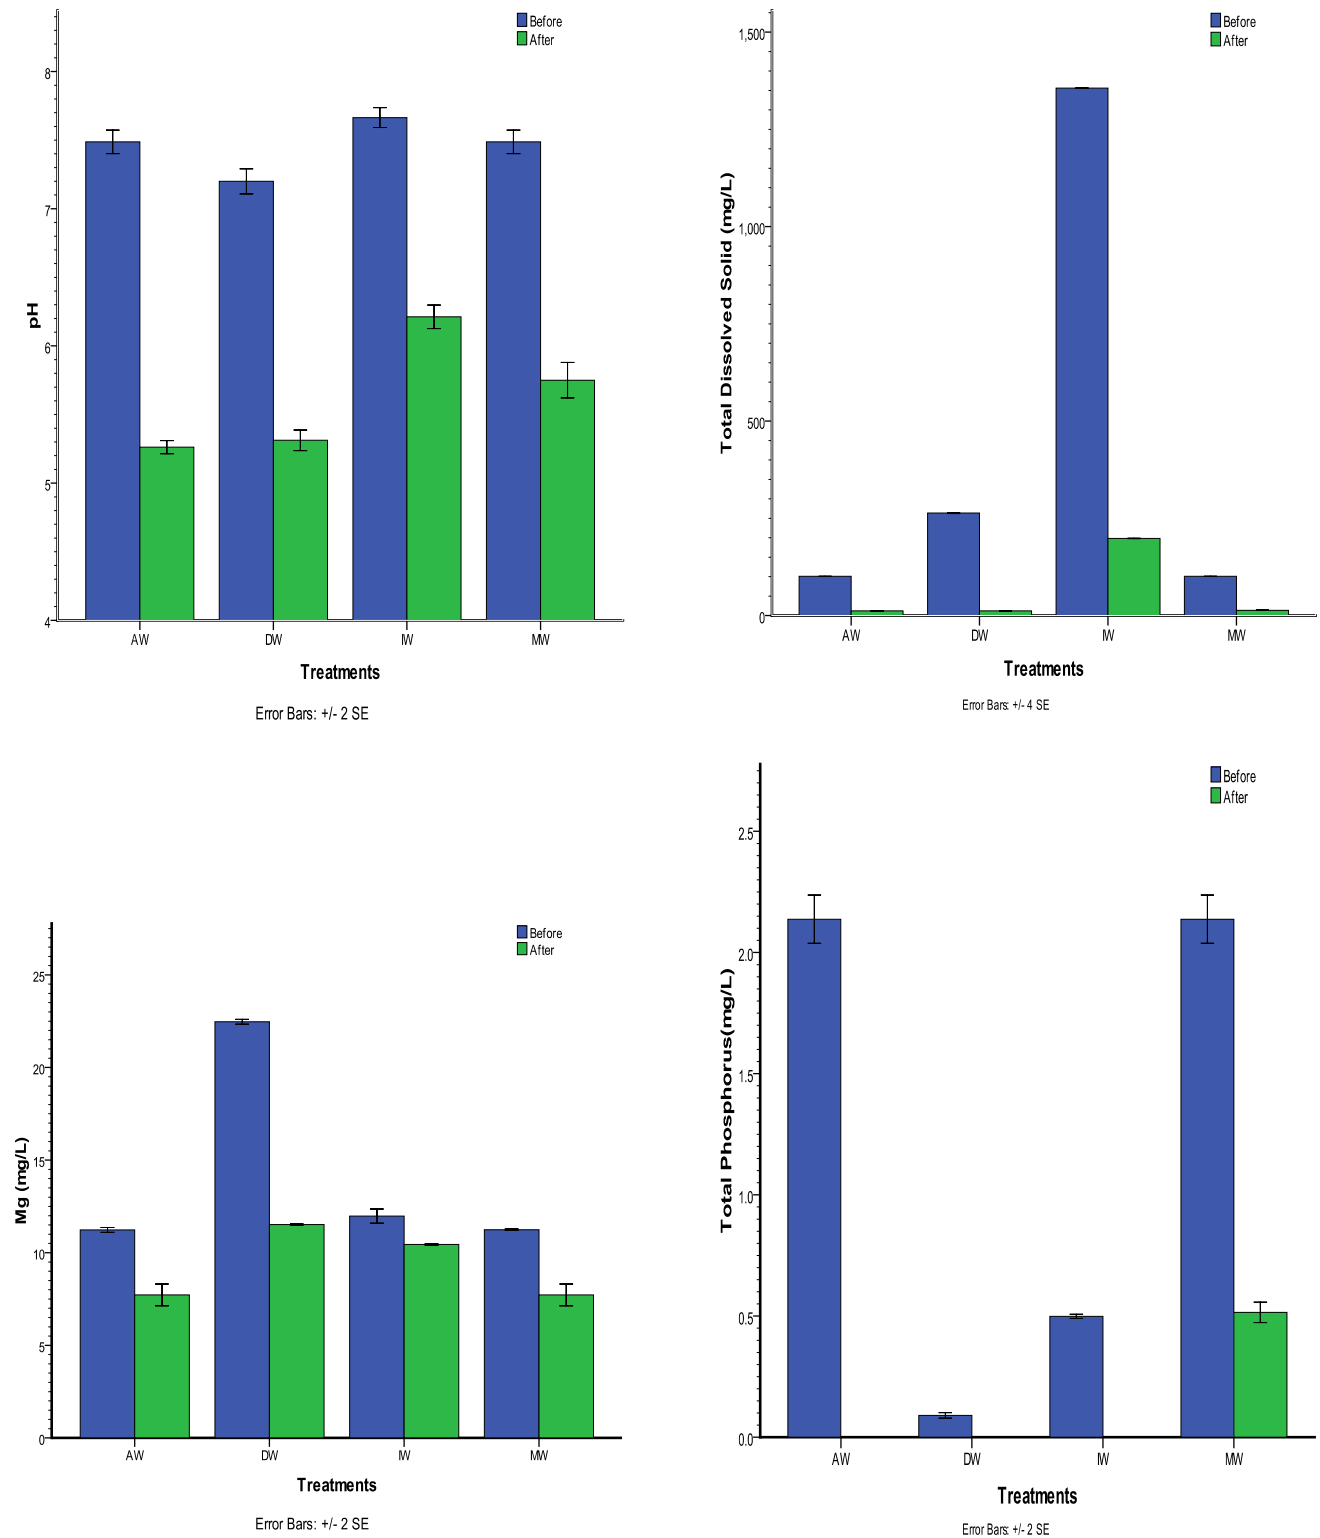 Before
After
8
7
6
5
4
pH
AW
DW
IW
MW
Treatments
Error Bars: +/- 2 SE
Before
After
1,500
1,000
500
0
Total Dissolved Solid (mg/L)
AW
DW
IW
MW
Treatments
Error Bars: +/- 4 SE
Before
After
25
20
15
10
5
0
Mg (mg/L)
AW
DW
IW
MW
Treatments
Error Bars: +/- 2 SE
Before
After
2.5
2.0
1.5
1.0
0.5
0.0
Total Phosphorus(mg/L)
AW
DW
IW
MW
Treatments
Error Bars: +/- 2 SE